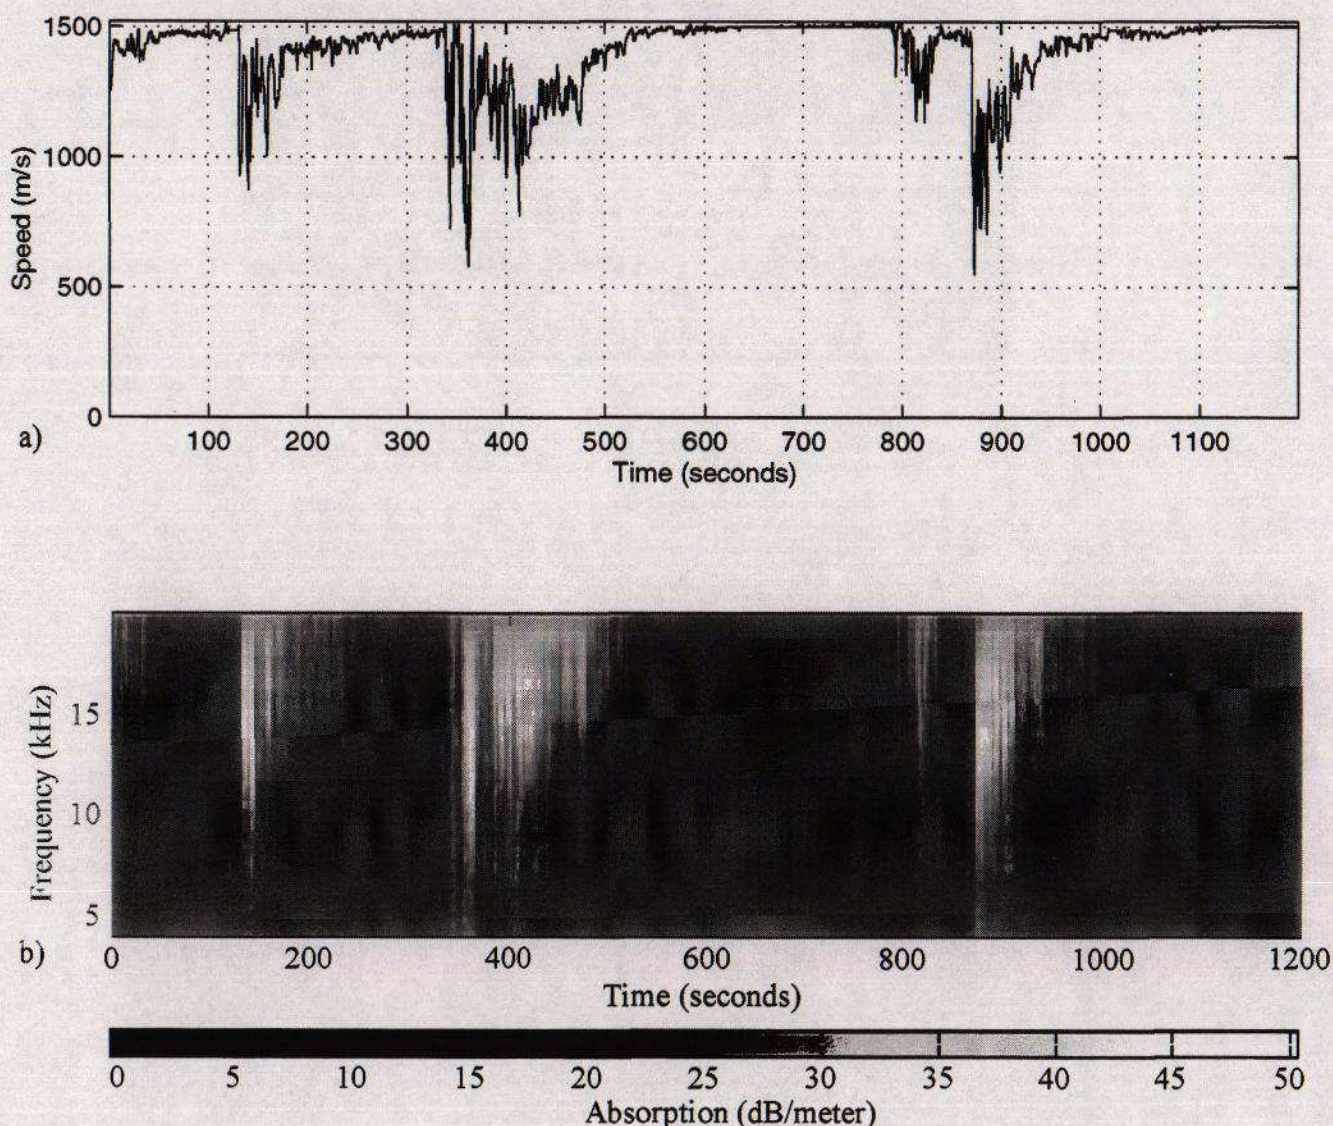 1500
1000
500
0
Speed (m/s)
a)
100 200 300 400 500 600 700 800 900 1000 1100
Time (seconds)
15
10
5
Frequency (kHz)
b)
0 200 400 600 800 1000 1200
Time (seconds)
0 5 10 15 20 25 30 35 40 45 50
Absorption (dB/meter)